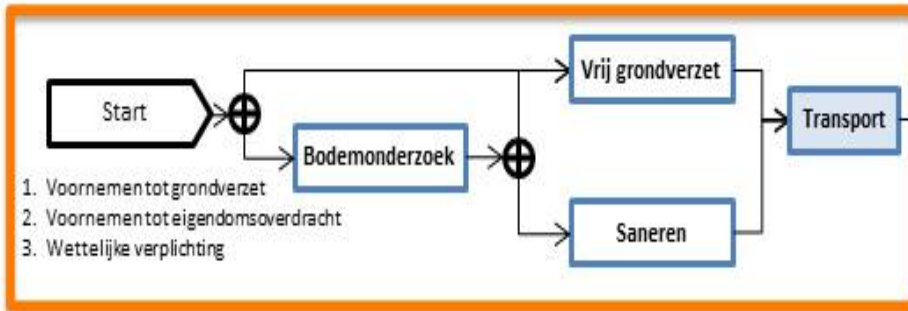 Vrij grondverzet
Start
Transport
Bodemonderzoek
1. Voornemen tot grondverzet
2. Voornemen tot eigendomsoverdracht
3. Wettelijke verplichting
Saneren